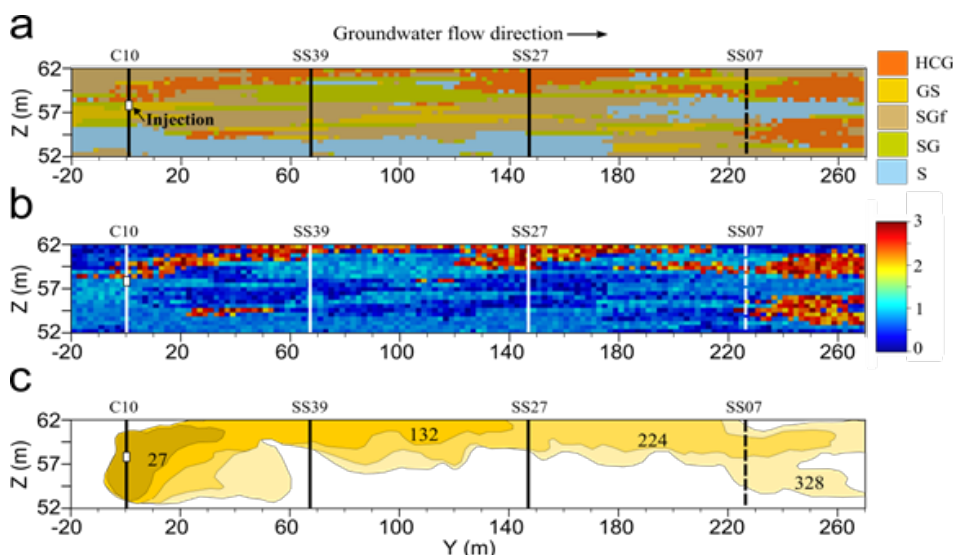 a
Groundwater flow direction
C10
SS39
SS27
SS07
Z (m)
62
57
52
Injection
-20
20
60
100
140
180
220
260
HCG
GS
SGf
SG
S
b
C10
SS39
SS27
SS07
Z (m)
62
57
52
-20
20
60
100
140
180
220
260
3
2
1
0
c
C10
SS39
SS27
SS07
Z (m)
62
57
52
27
132
224
328
-20
20
60
100
140
180
220
260
Y (m)